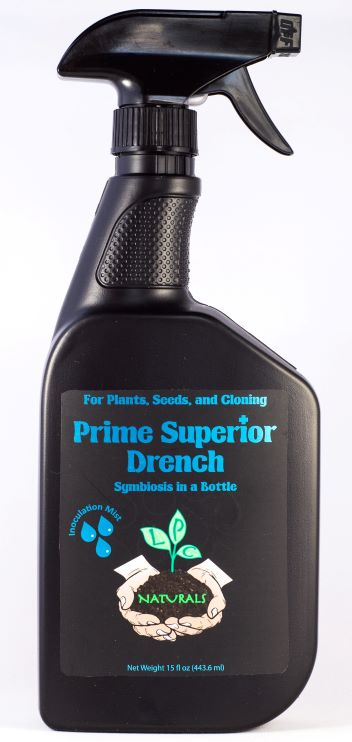 For Plants, Seeds, and Cloning
Prime Superior
Drench
Symbiosis in a Bottle
Inoculation Mist
L P C
NATURALS
Net Weight 15 fl oz (443.6 ml)